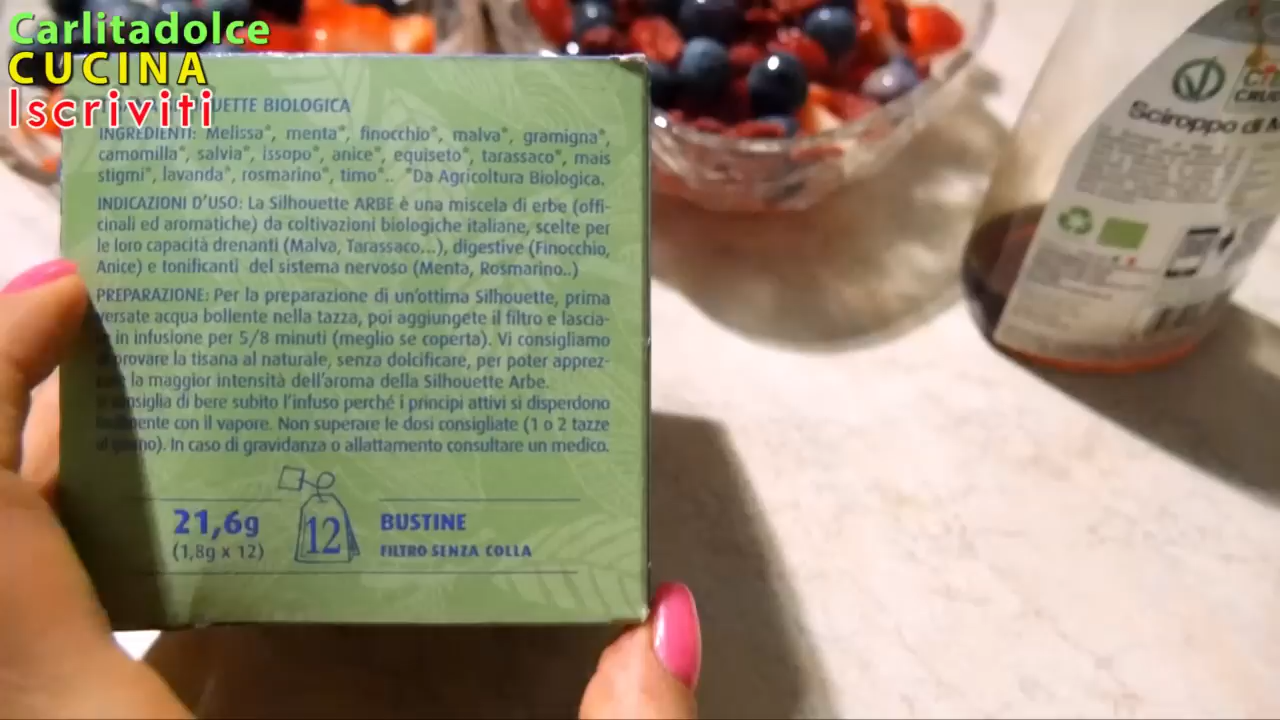 Carlitadolce
CUCINA
Iscriviti
BIOLOGICA
INGREDIENTI: Melissa*, menta*, finocchio*, malva*, gramigna*,
camomilla*, salvia*, issopo*, anice*, equiseto*, tarassaco*, mais
stigmi*, lavanda*, rosmarino*, timo*.. *Da Agricoltura Biologica.
INDICAZIONI D'USO: La Silhouette ARBE è una miscela di erbe (offi-
cinali ed aromatiche) da coltivazioni biologiche italiane, scelte per
le loro capacità drenanti (Malva, Tarassaco...), digestive (Finocchio,
Anice) e tonificanti del sistema nervoso (Menta, Rosmarino..)
PREPARAZIONE: Per la preparazione di un'ottima Silhouette, prima
versate acqua bollente nella tazza, poi aggiungete il filtro e lascia-
in infusione per 5/8 minuti (meglio se coperta). Vi consigliamo
provare la tisana al naturale, senza dolcificare, per poter apprez-
la maggior intensità dell'aroma della Silhouette Arbe.
consiglia di bere subito l'infuso perché i principi attivi si disperdono
con il vapore. Non superare le dosi consigliate (1 o 2 tazze
al giorno). In caso di gravidanza o allattamento consultare un medico.
21,6g
(1,8g x 12)
12
BUSTINE
FILTRO SENZA COLLA
Sciroppo di